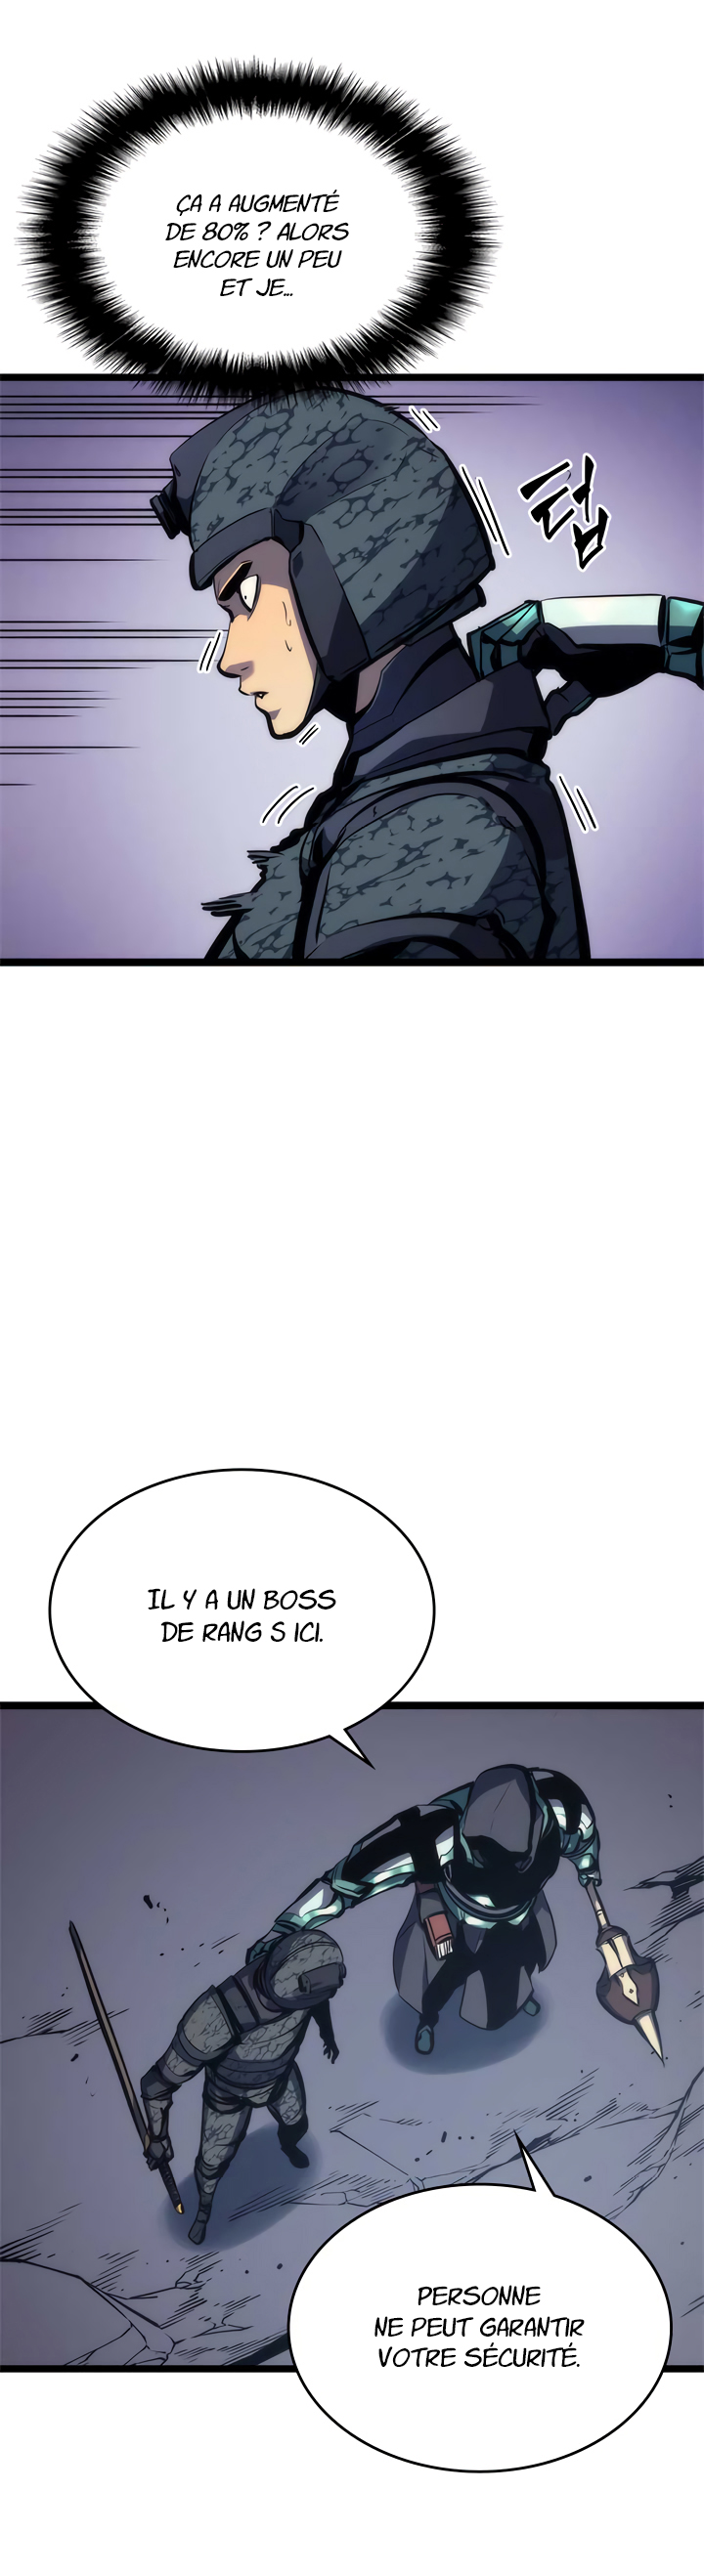 ÇA A AUGMENTÉ
DE 80% ? ALORS
ENCORE UN PEU
ET JE...
텁
IL Y A UN BOSS
DE RANG S ICI.
PERSONNE
NE PEUT GARANTIR
VOTRE SÉCURITÉ.